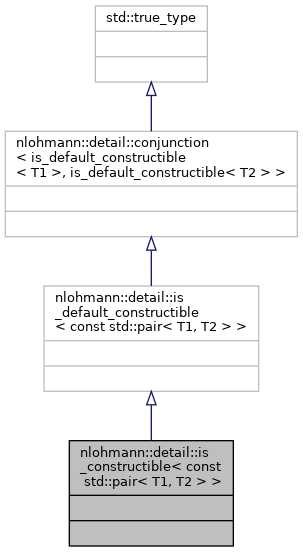 std::true_type
nlohmann::detail::conjunction
< is_default_constructible
< T1 >, is_default_constructible< T2 > >
nlohmann::detail::is
_default_constructible
< const std::pair< T1, T2 > >
nlohmann::detail::is
_constructible< const
std::pair< T1, T2 > >